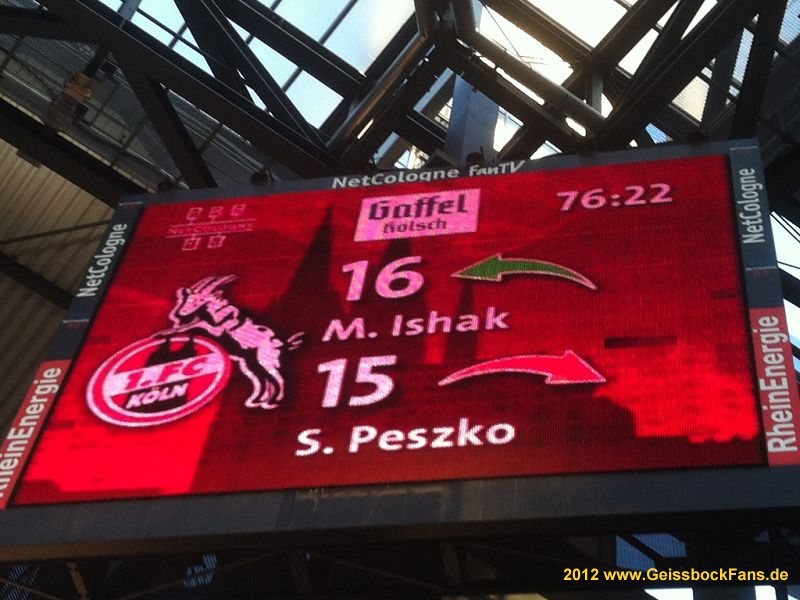 NetCologne FanTV
NETCOLOGNE
Gaffel
Kölsch
76:22
NetCologne
NetCologne
16
M. Ishak
1. FC
KÖLN
15
S. Peszko
RheinEnergie
RheinEnergie
2012 www.GeissbockFans.de